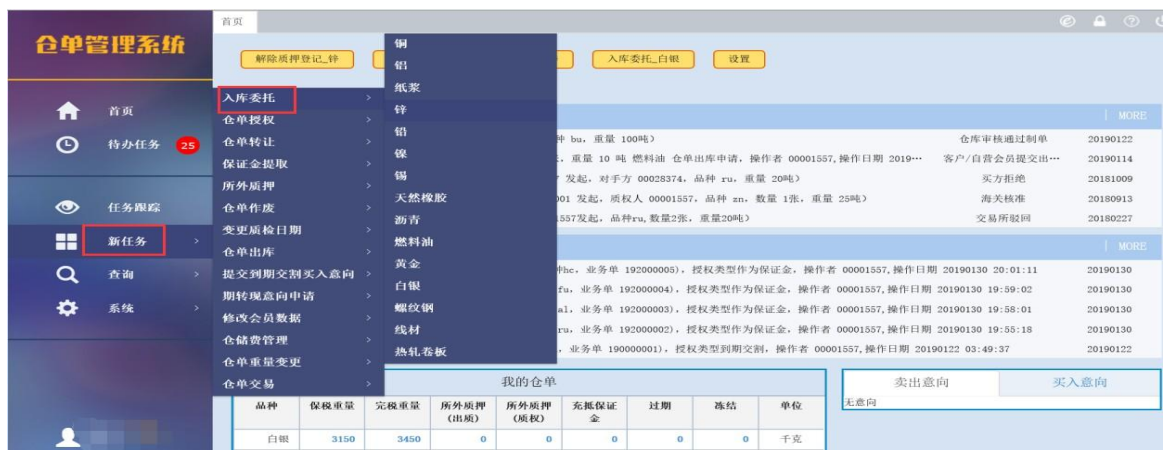 仓单管理系统
首页
待办任务 25
任务跟踪
新任务
查询
系统
首页
解除质押登记_锌
入库委托_白银
设置
入库委托
仓单授权
仓单转让
保证金提取
所外质押
仓单作废
变更质检日期
仓单出库
提交到期交割买入意向
期转现意向申请
修改会员数据
仓储费管理
仓单重量变更
仓单交易
铜
铝
纸浆
锌
铅
镍
锡
天然橡胶
沥青
燃料油
黄金
白银
螺纹钢
线材
热轧卷板
MORE
bu, 重量 100吨) 仓库审核通过制单 20190122
重量 10 吨 燃料油 仓单出库申请, 操作者 00001557,操作日期 2019… 客户/自营会员提交出… 20190114
发起, 对手方 00028374, 品种 ru, 重量 20吨) 买方拒绝 20181009
001 发起, 质权人 00001557, 品种 zn, 数量 1张, 重量 25吨) 海关核准 20180913
1557发起, 品种ru,数量2张, 重量20吨) 交易所驳回 20180227
MORE
hc, 业务单 192000005), 授权类型作为保证金, 操作者 00001557,操作日期 20190130 20:01:11 20190130
fu, 业务单 192000004), 授权类型作为保证金, 操作者 00001557,操作日期 20190130 19:59:02 20190130
al, 业务单 192000003), 授权类型作为保证金, 操作者 00001557,操作日期 20190130 19:58:01 20190130
ru, 业务单 192000002), 授权类型作为保证金, 操作者 00001557,操作日期 20190130 19:55:18 20190130
业务单 190000001), 授权类型到期交割, 操作者 00001557,操作日期 20190122 03:49:37 20190122
我的仓单
品种 保税重量 完税重量 所外质押(出质) 所外质押(质权) 充抵保证金 过期 冻结 单位
白银 3150 3450 0 0 0 0 0 千克
卖出意向 买入意向
无意向